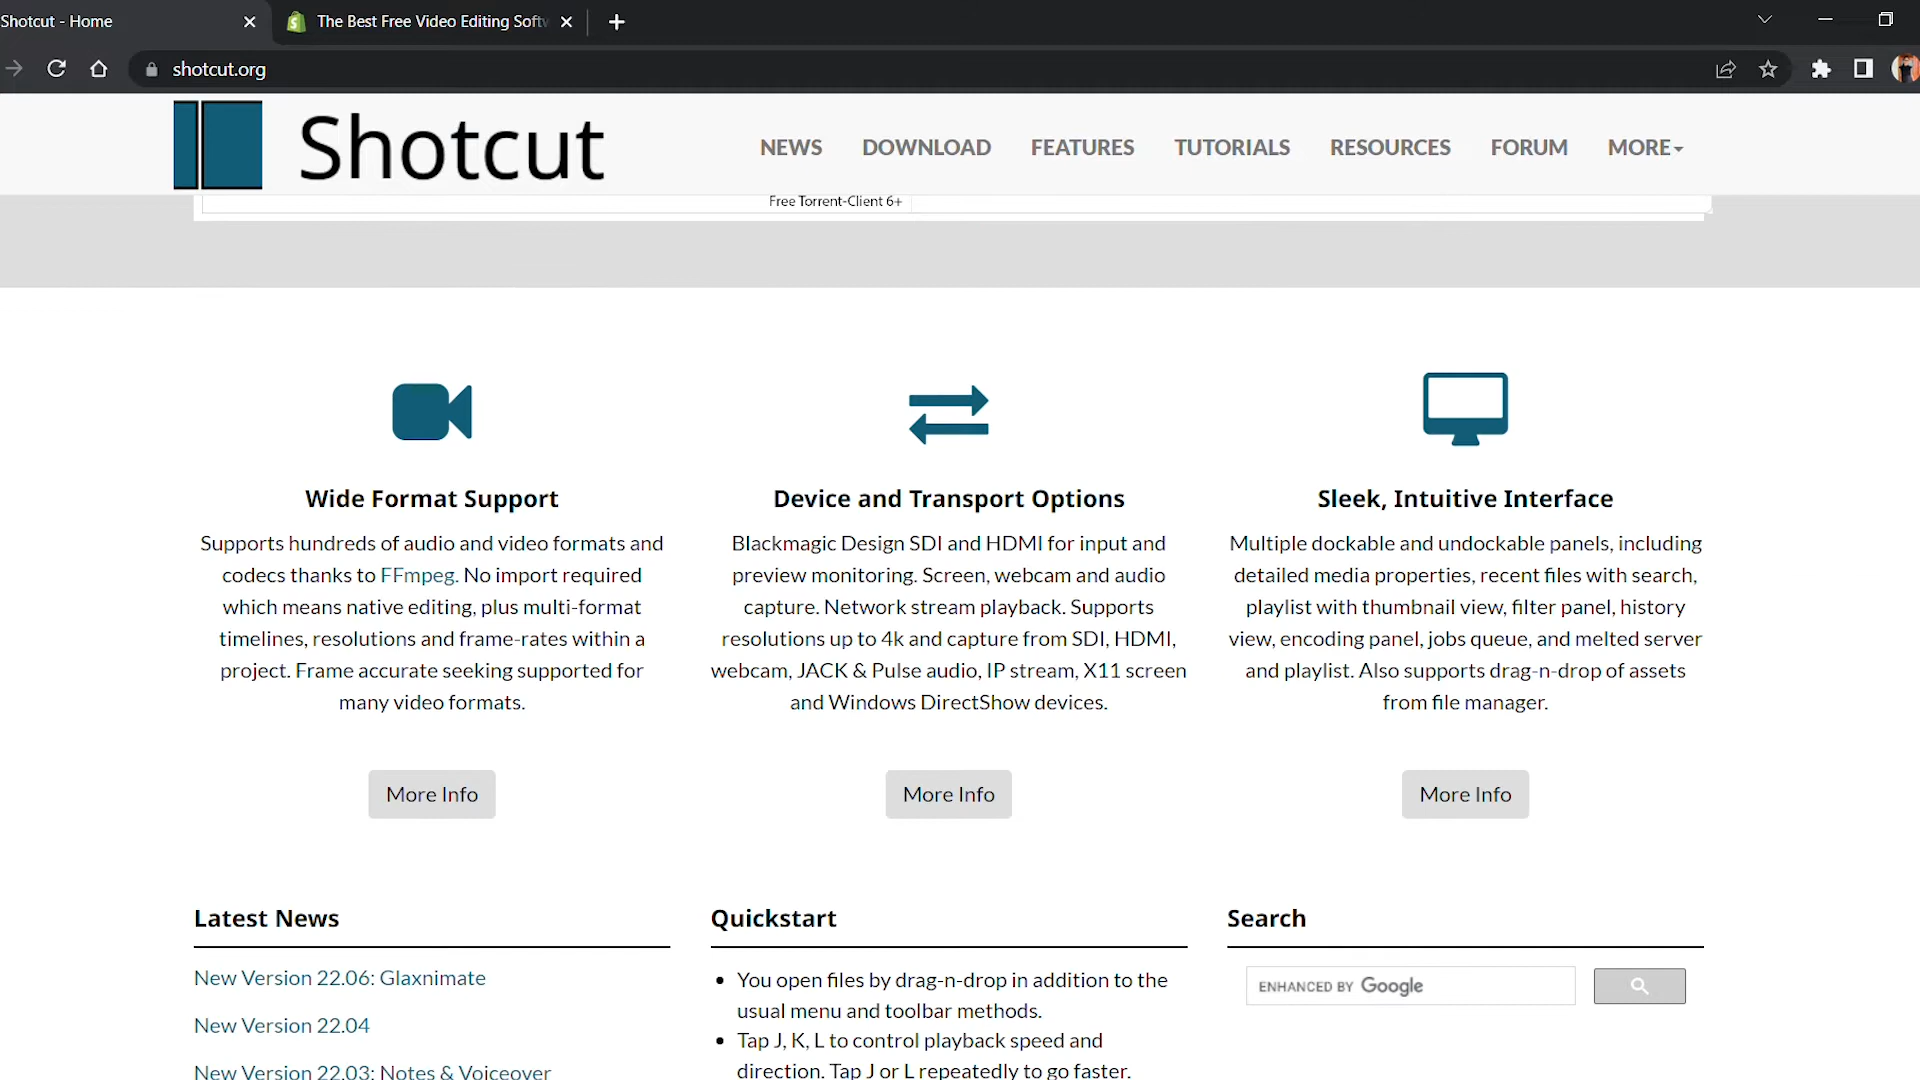 Shotcut - Home
The Best Free Video Editing Softw
shotcut.org
Shotcut
NEWS DOWNLOAD FEATURES TUTORIALS RESOURCES FORUM MORE
Free Torrent-Client 6+
Wide Format Support
Supports hundreds of audio and video formats and
codecs thanks to FFmpeg. No import required
which means native editing, plus multi-format
timelines, resolutions and frame-rates within a
project. Frame accurate seeking supported for
many video formats.
More Info
Device and Transport Options
Blackmagic Design SDI and HDMI for input and
preview monitoring. Screen, webcam and audio
capture. Network stream playback. Supports
resolutions up to 4k and capture from SDI, HDMI,
webcam, JACK & Pulse audio, IP stream, X11 screen
and Windows DirectShow devices.
More Info
Sleek, Intuitive Interface
Multiple dockable and undockable panels, including
detailed media properties, recent files with search,
playlist with thumbnail view, filter panel, history
view, encoding panel, jobs queue, and melted server
and playlist. Also supports drag-n-drop of assets
from file manager.
More Info
Latest News
New Version 22.06: Glaxnimate
New Version 22.04
New Version 22.03: Notes & Voiceover
Quickstart
• You open files by drag-n-drop in addition to the
usual menu and toolbar methods.
• Tap J, K, L to control playback speed and
direction. Tap J or L repeatedly to go faster.
Search
ENHANCED BY Google